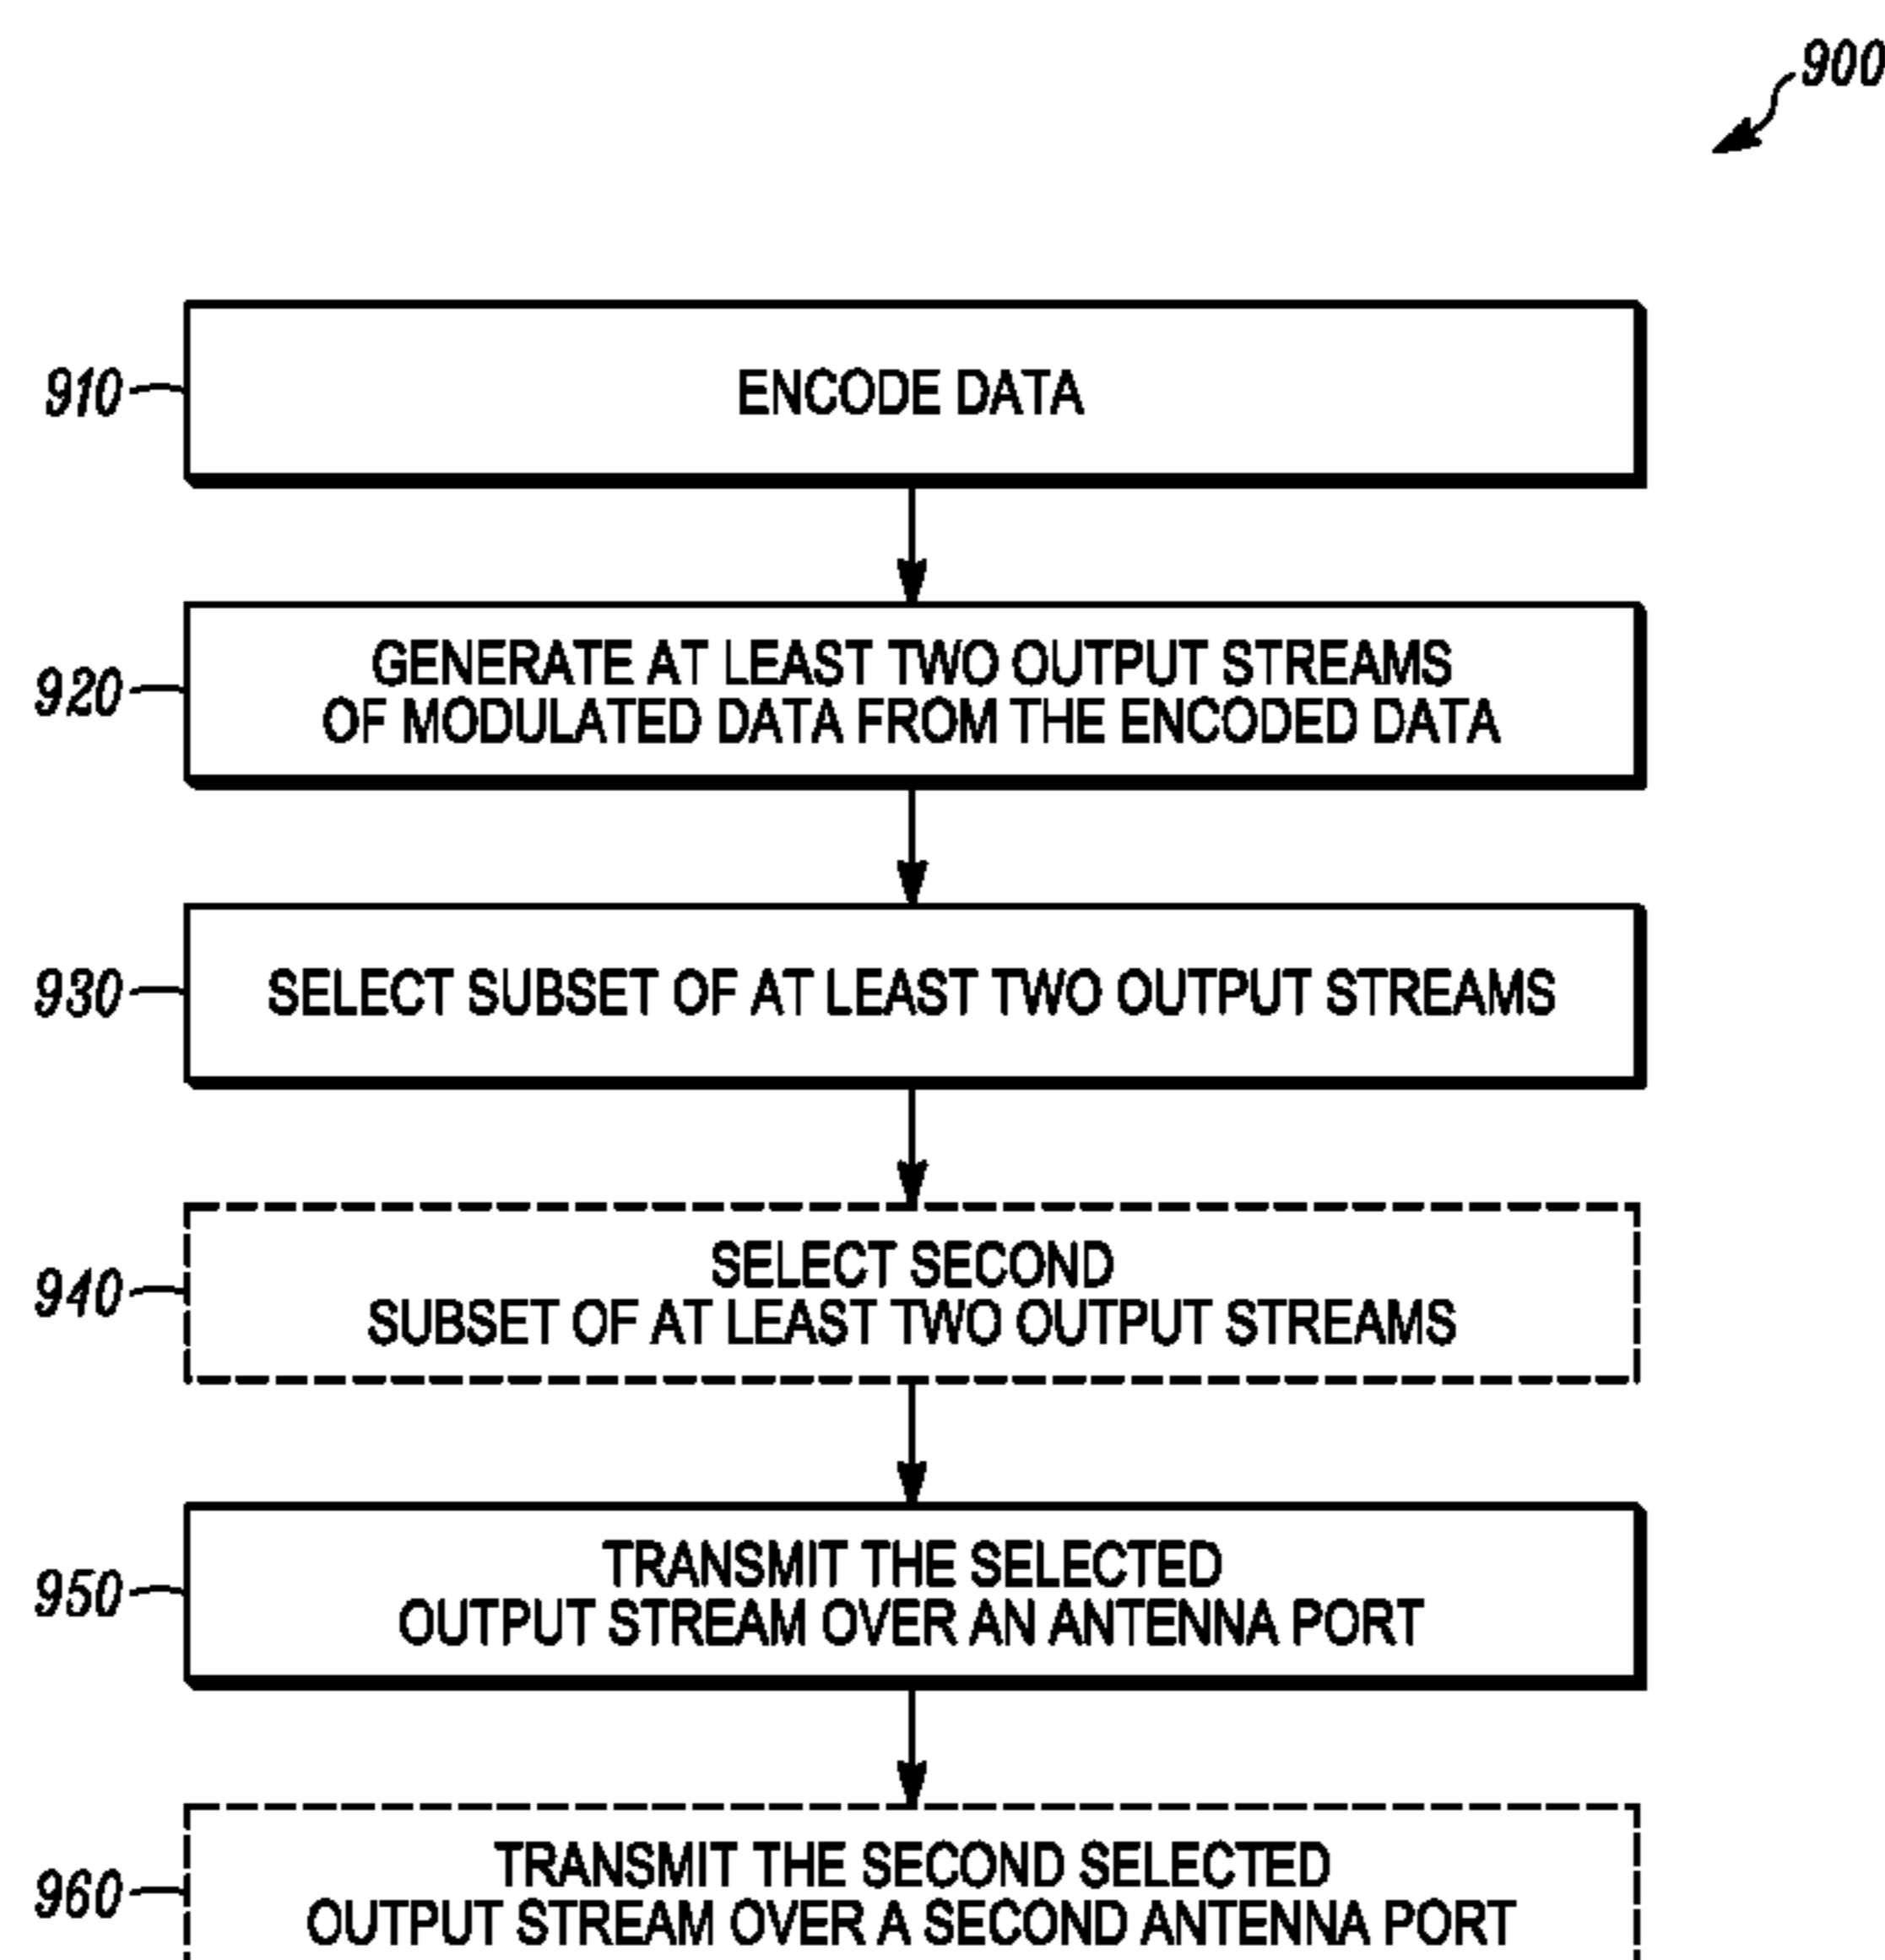 900
910
ENCODE DATA
920
GENERATE AT LEAST TWO OUTPUT STREAMS
OF MODULATED DATA FROM THE ENCODED DATA
930
SELECT SUBSET OF AT LEAST TWO OUTPUT STREAMS
940
SELECT SECOND
SUBSET OF AT LEAST TWO OUTPUT STREAMS
950
TRANSMIT THE SELECTED
OUTPUT STREAM OVER AN ANTENNA PORT
960
TRANSMIT THE SECOND SELECTED
OUTPUT STREAM OVER A SECOND ANTENNA PORT